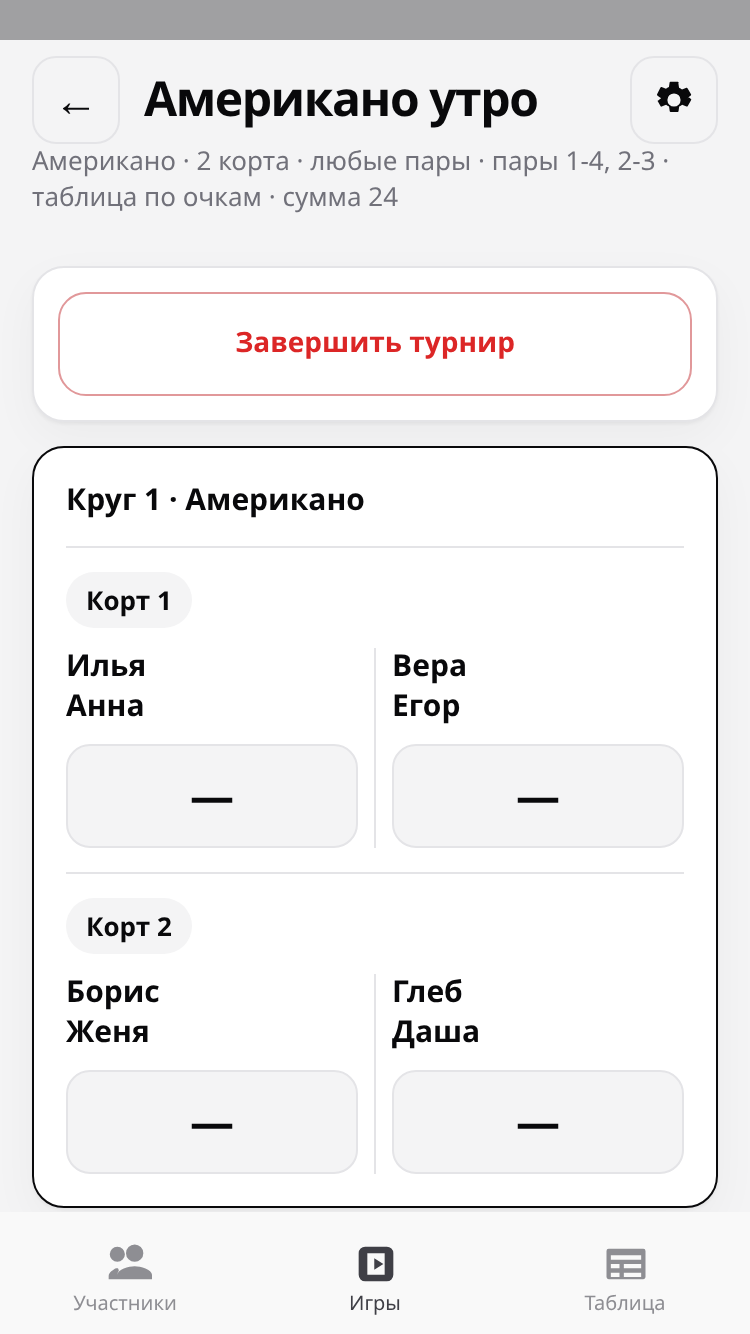 ← Американо утро
Американо · 2 корта · любые пары · пары 1-4, 2-3 ·
таблица по очкам · сумма 24
Завершить турнир
Круг 1 · Американо
Корт 1
Илья Вера
Анна Егор
— —
Корт 2
Борис Глеб
Женя Даша
— —
Участники Игры Таблица